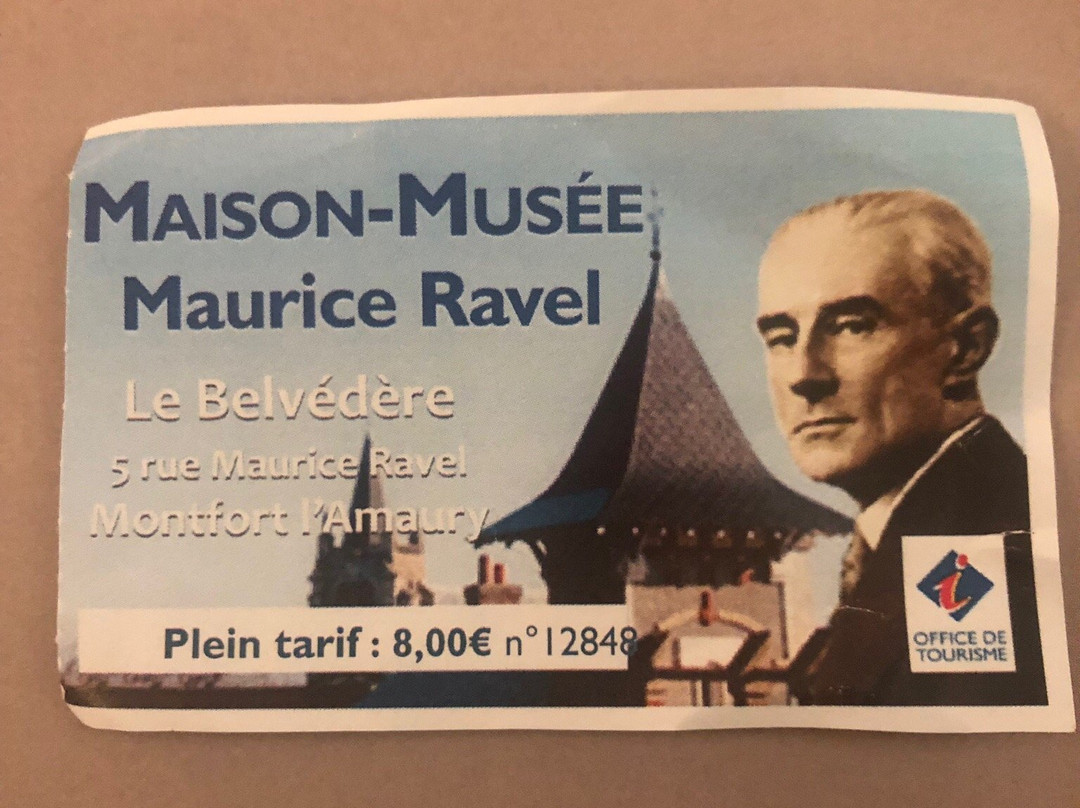 MAISON-MUSÉE
Maurice Ravel
Le Belvédère
5 rue Maurice Ravel
Montfort l'Amaury
Plein tarif : 8,00€ n°12848
i
OFFICE DE
TOURISME